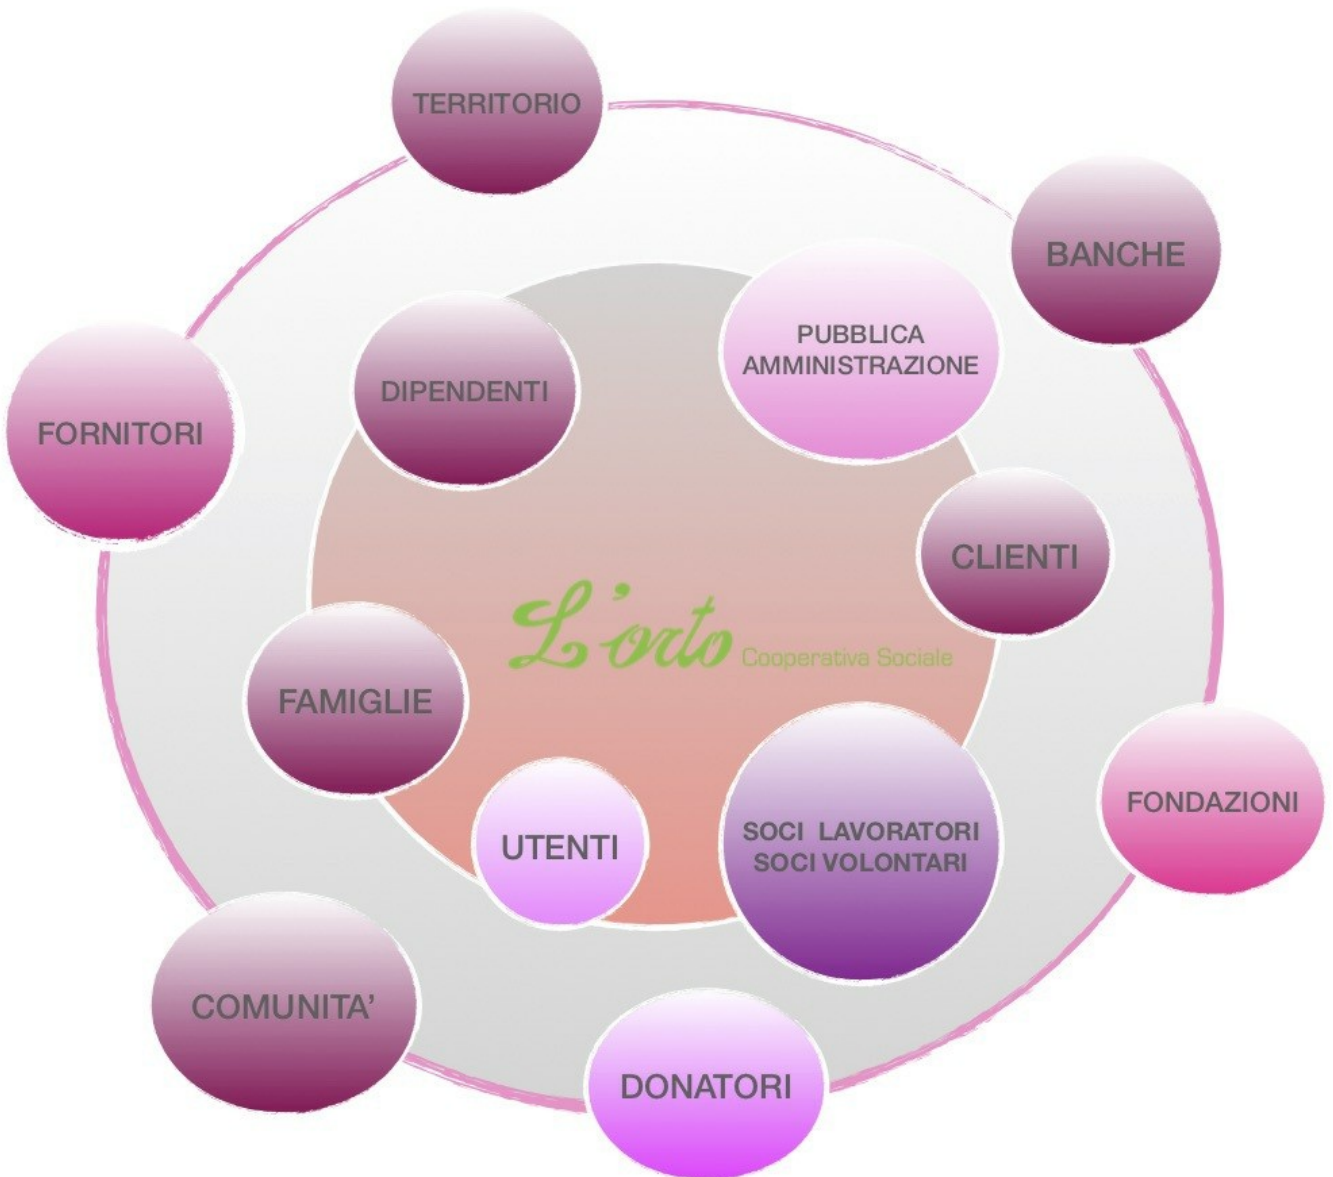 TERRITORIO
BANCHE
PUBBLICA
AMMINISTRAZIONE
DIPENDENTI
FORNITORI
CLIENTI
L'orto Cooperativa Sociale
FAMIGLIE
FONDAZIONI
SOCI LAVORATORI
SOCI VOLONTARI
UTENTI
COMUNITA'
DONATORI